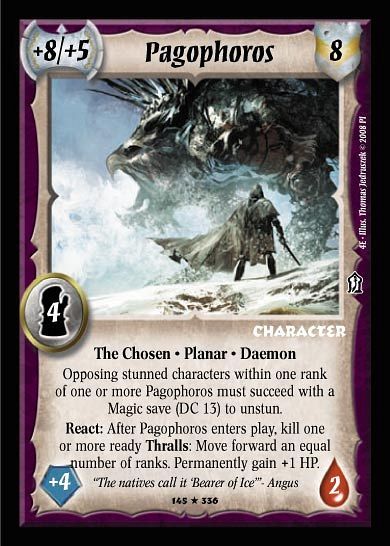 +8/+5
Pagophoros
8
4E · Illus. Thomas Jedruszek © 2008 PI
4
CHARACTER
The Chosen • Planar • Daemon
Opposing stunned characters within one rank
of one or more Pagophoros must succeed with a
Magic save (DC 13) to unstun.
React: After Pagophoros enters play, kill one
or more ready Thralls: Move forward an equal
number of ranks. Permanently gain +1 HP.
+4
"The natives call it 'Bearer of Ice'"- Angus
2
145 ★ 336